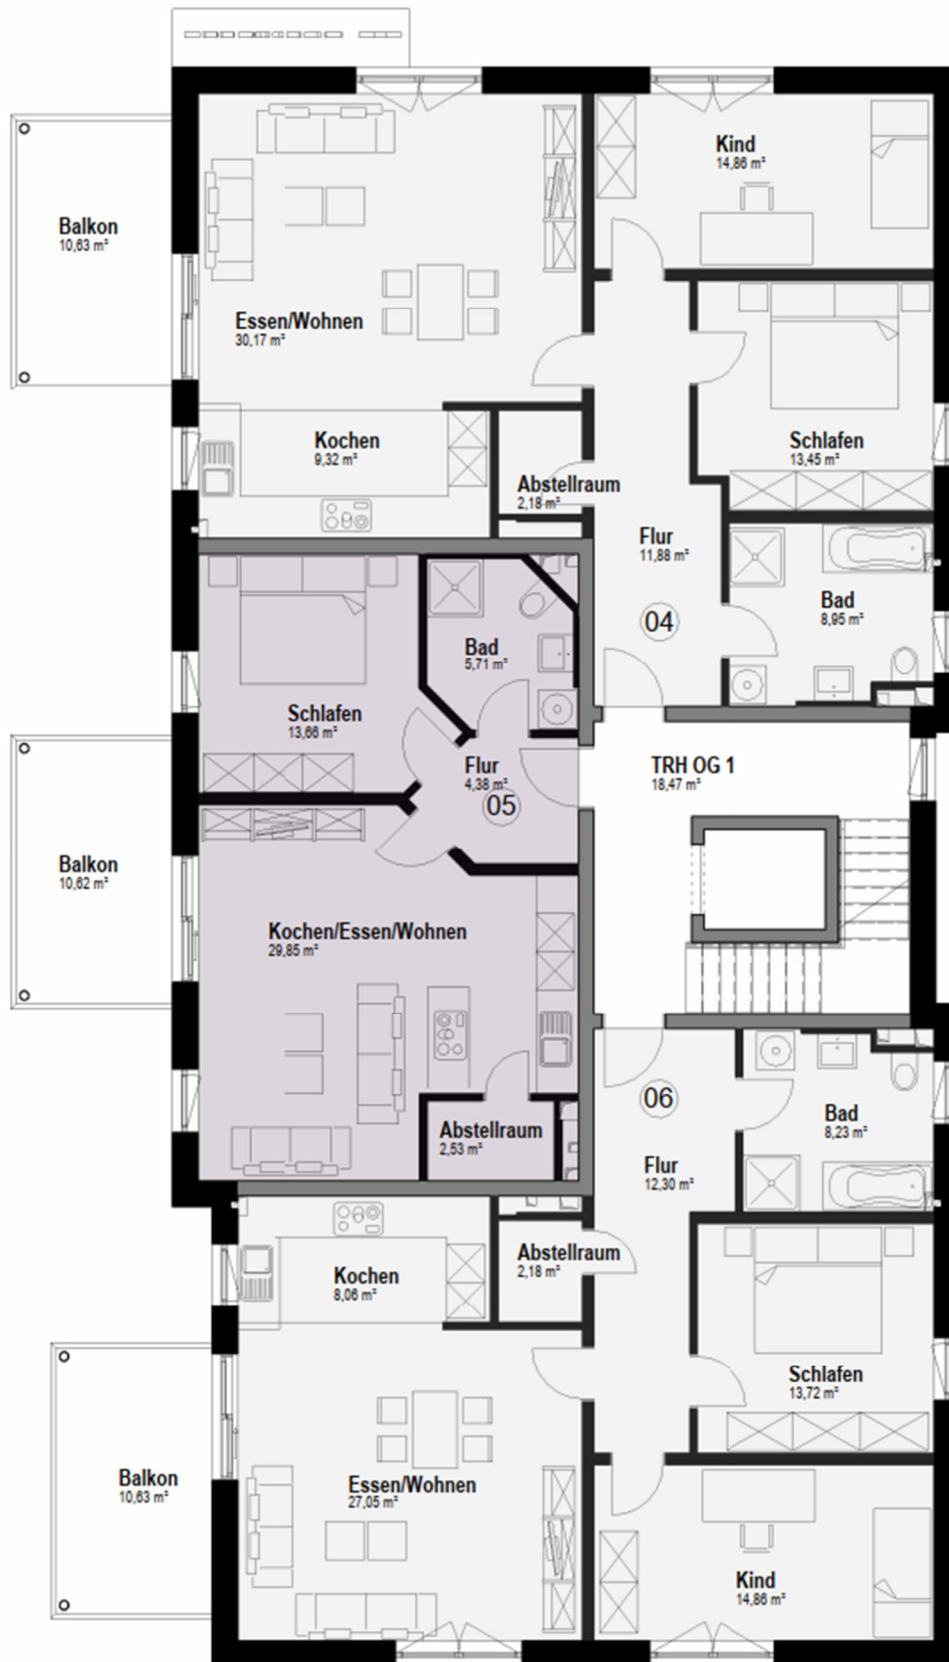 Kind
14,86 m²
Balkon
10,63 m²
Essen/Wohnen
30,17 m²
Kochen
9,32 m²
Schlafen
13,45 m²
Abstellraum
2,18 m²
Flur
11,88 m²
04
Bad
8,95 m²
Bad
5,71 m²
Schlafen
13,66 m²
Flur
4,38 m²
05
TRH OG 1
18,47 m²
Balkon
10,62 m²
Kochen/Essen/Wohnen
29,85 m²
Abstellraum
2,53 m²
06
Bad
8,23 m²
Flur
12,30 m²
Abstellraum
2,18 m²
Kochen
8,06 m²
Schlafen
13,72 m²
Balkon
10,63 m²
Essen/Wohnen
27,05 m²
Kind
14,86 m²